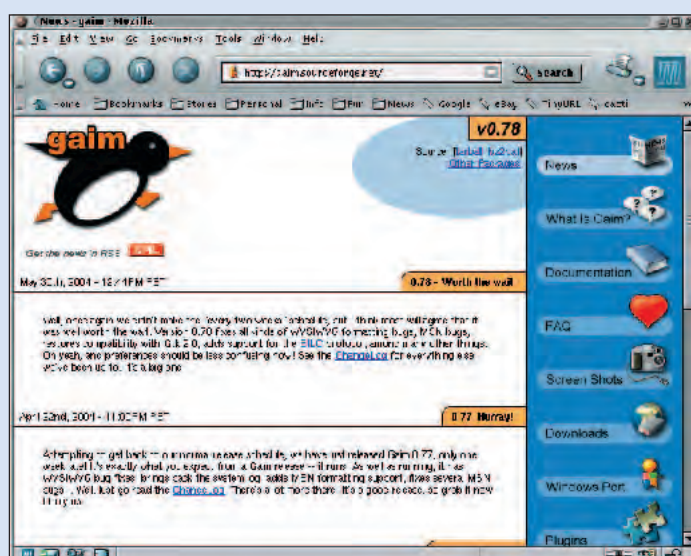 News - gaim - Mozilla
File Edit View Go Bookmarks Tools Window Help
http://gaim.sourceforge.net/
search
Home Bookmarks Stores Personal Info Fun News Google eBay TinyURL cacti
gaim
v0.78
Source [tarball bz2ball]
Other Packages
Get the news in RSS
News
What Is Gaim?
Documentation
FAQ
Screen Shots
Downloads
Windows Port
Plugins
May 30th, 2004 - PM
0.78 - Worth the wait
Well, once again we didn't make the "every two weeks" schedule, but I think most will agree that it
was well worth the wait. Version 0.78 fixes all kinds of WYSIWYG formatting bugs, MSN bugs,
restores compatibility with Gtk 2.0, adds support for the SILC protocol, among many other things.
Oh yeah, and preferences should be less confusing now! See the ChangeLog for everything else
we've been up to. It's a big one.
April 22nd, 2004 - 11:00PM
0.77 Hurray!
Attempting to get back to our normal release schedule, we have just released Gaim 0.77, only one
week late! It's exactly what you expect from a Gaim release -- it runs. As well as running, it has
WYSIWYG bug fixes, brings back the system log, adds MSN formatting support, fixes several MSN
bugs... Well, just go read the ChangeLog. There's a lot more there. It's a good release, so grab it now